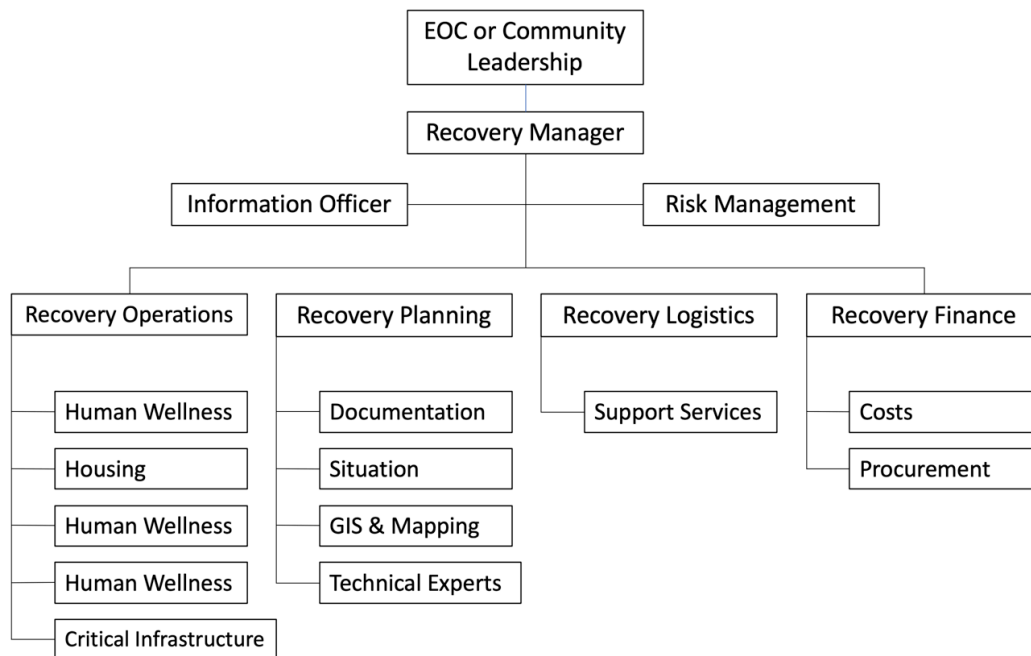 EOC or Community
Leadership
Recovery Manager
Information Officer
Risk Management
Recovery Operations
Recovery Planning
Recovery Logistics
Recovery Finance
Human Wellness
Housing
Human Wellness
Human Wellness
Critical Infrastructure
Documentation
Situation
GIS & Mapping
Technical Experts
Support Services
Costs
Procurement